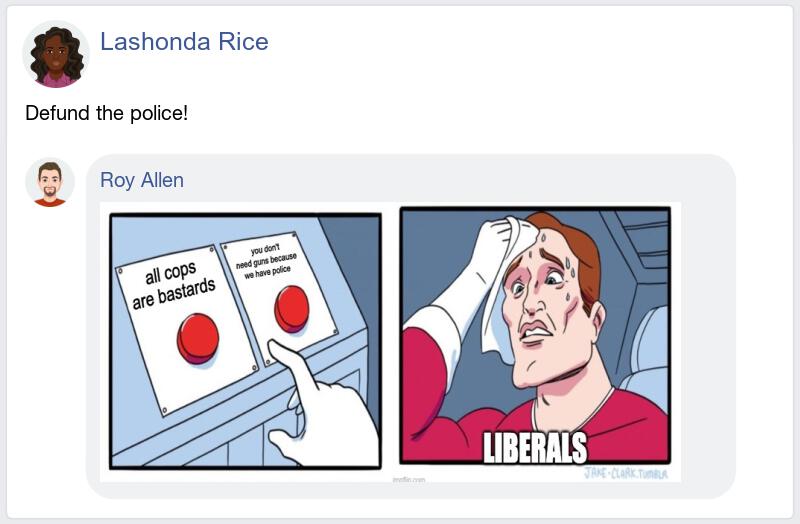 Lashonda Rice
Defund the police!
Roy Allen
all cops
are bastards
you don't
need guns because
we have police
LIBERALS
JAKE-CLARK.TUMBLR
imgflip.com